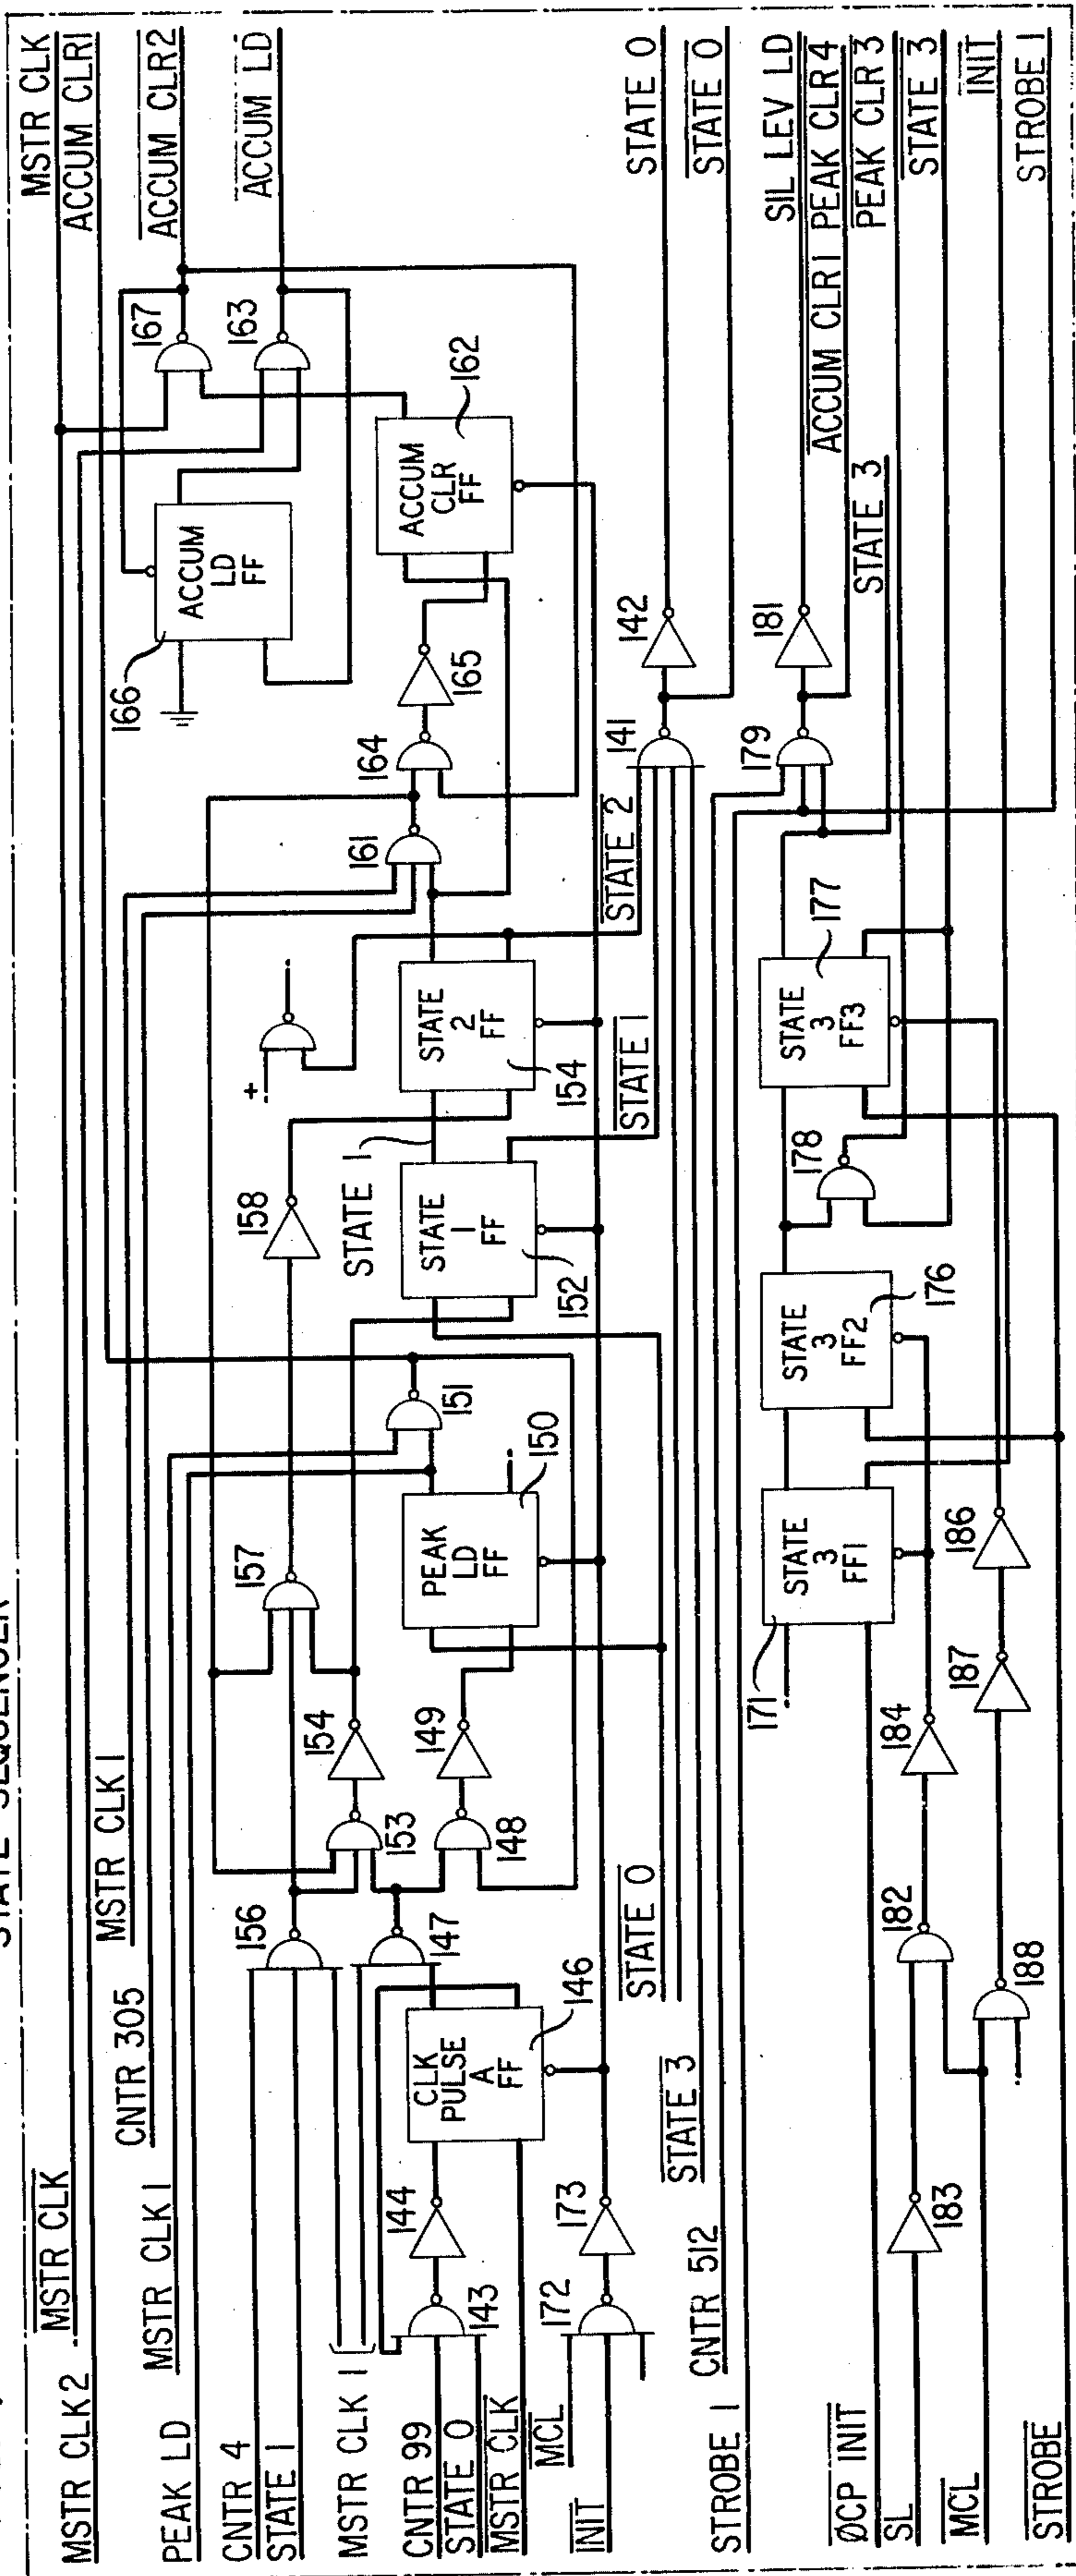 STATE SEQUENCER
MSTR CLK2
MSTR CLK
PEAK LD
MSTR CLK 1
CNTR 305
MSTR CLK 1
CNTR 4
STATE 1
MSTR CLK 1
CNTR 99
STATE 0
MSTR CLK
MCL
INIT
STROBE 1
CNTR 512
STATE 3
STATE 0
ØCP INIT
SL
MCL
STROBE
143
144
172
173
CLK
PULSE
A
FF
146
147
156
153
154
148
149
157
158
PEAK
LD
FF
150
151
STATE 1
STATE
1
FF
152
STATE 1
STATE
2
FF
154
STATE 2
+
161
164
165
166
ACCUM
LD
FF
ACCUM
CLR
FF
162
163
167
141
142
183
182
184
188
187
186
171
STATE
3
FF1
STATE
3
FF2
176
178
STATE
3
FF3
177
179
181
MSTR CLK
ACCUM CLR1
ACCUM CLR2
ACCUM LD
STATE 0
STATE 0
SIL LEV LD
ACCUM CLR1 PEAK CLR4
STATE 3
PEAK CLR3
STATE 3
INIT
STROBE 1